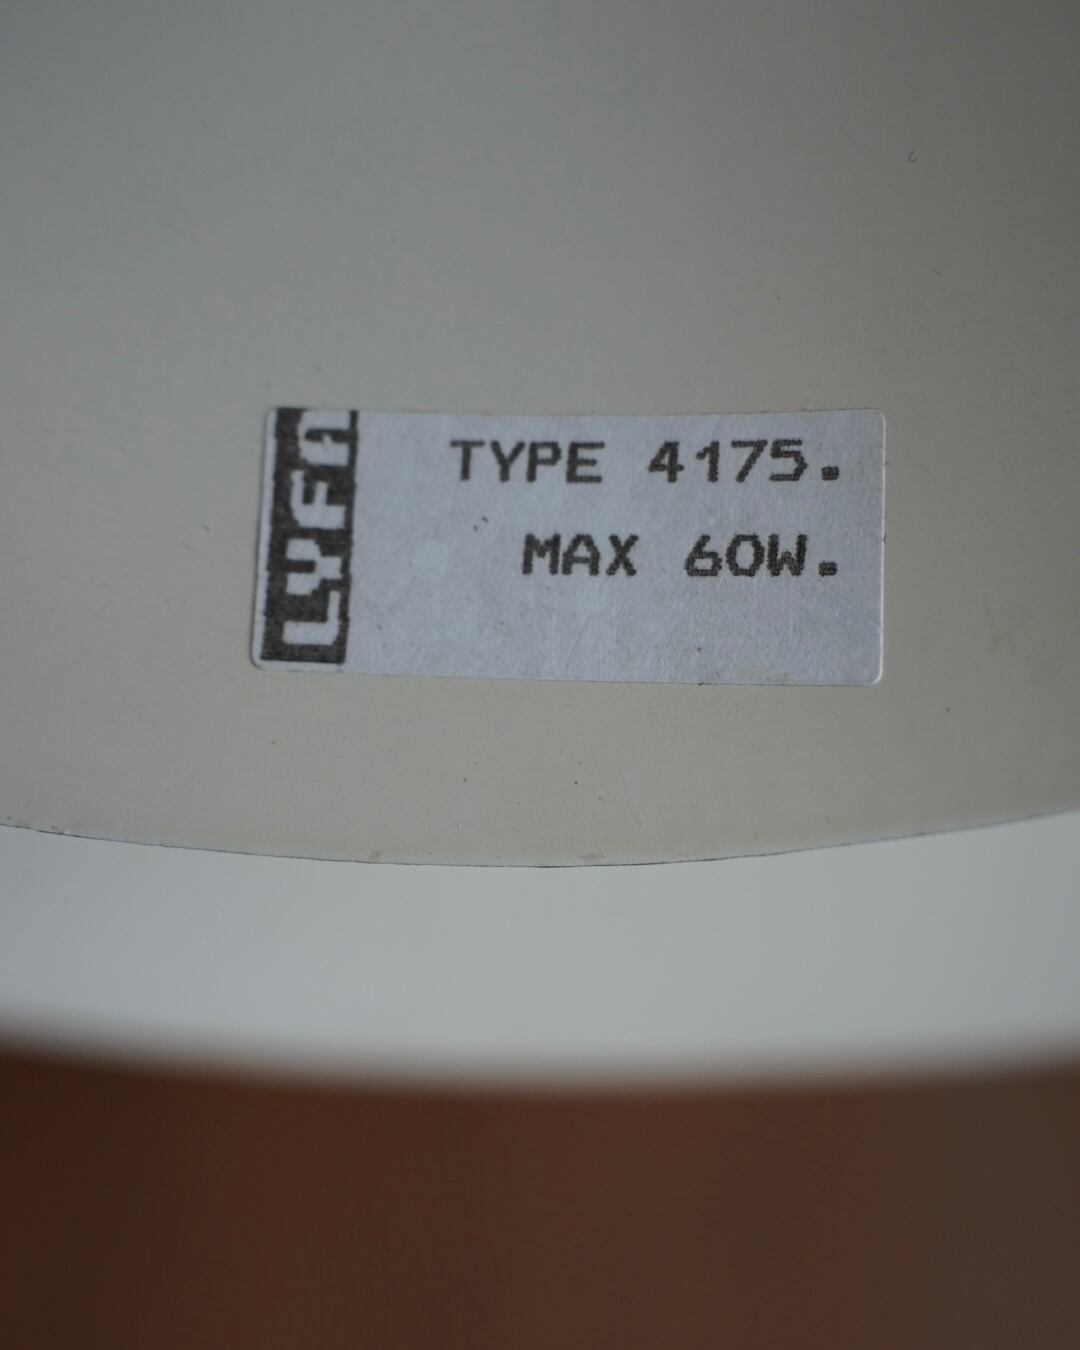 LYFA
TYPE 4175.
MAX 60W.